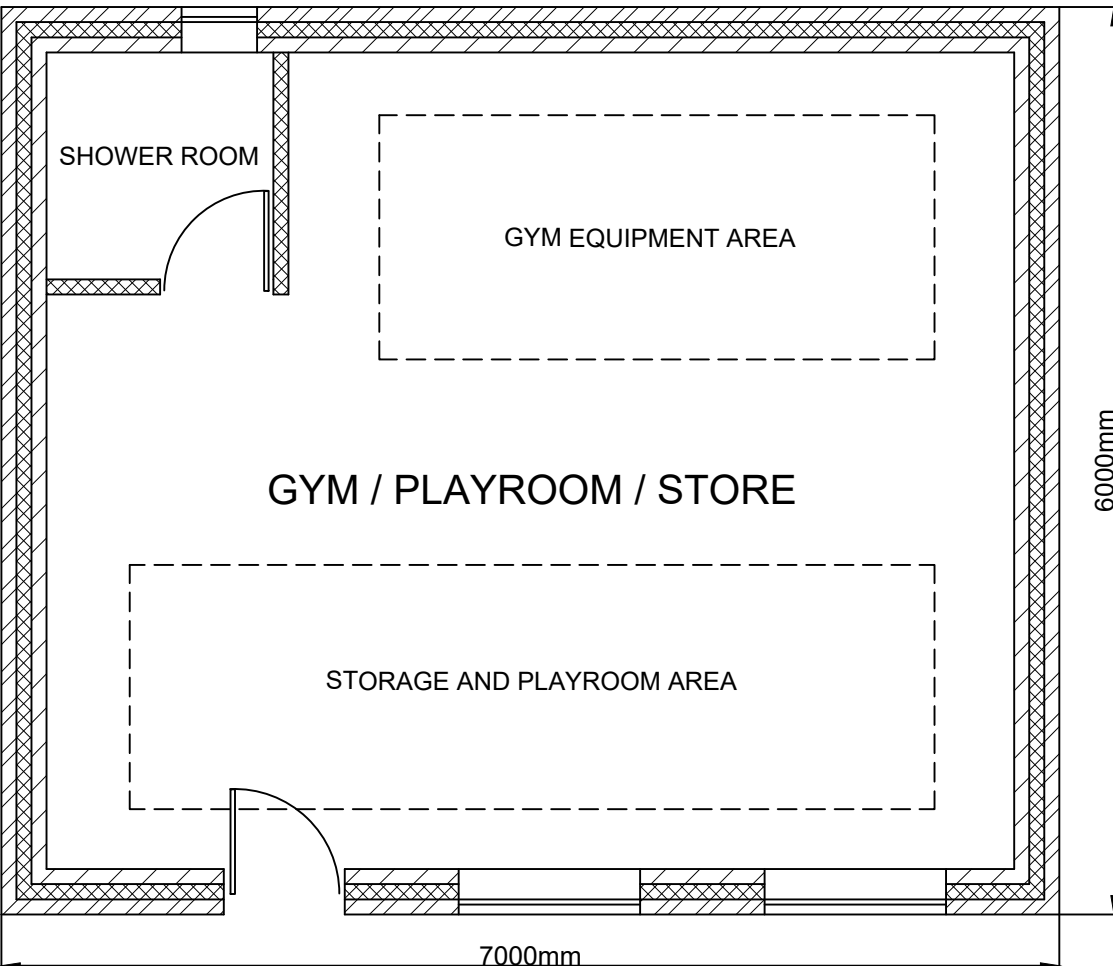 SHOWER ROOM
GYM EQUIPMENT AREA
GYM / PLAYROOM / STORE
6000mm
STORAGE AND PLAYROOM AREA
7000mm